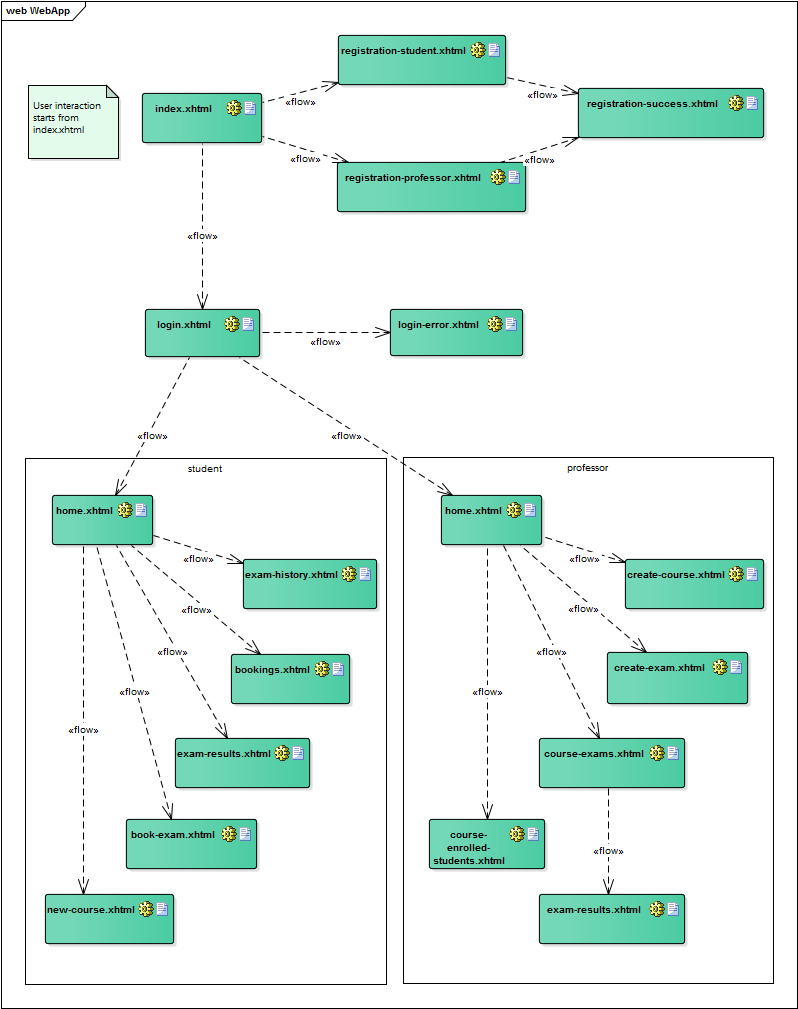 web WebApp
registration-student.xhtml
«flow»
«flow»
User interaction
starts from
index.xhtml
index.xhtml
registration-success.xhtml
«flow»
«flow»
registration-professor.xhtml
«flow»
login.xhtml
login-error.xhtml
«flow»
«flow»
«flow»
student
professor
home.xhtml
home.xhtml
«flow»
«flow»
exam-history.xhtml
create-course.xhtml
«flow»
«flow»
«flow»
«flow»
bookings.xhtml
create-exam.xhtml
«flow»
«flow»
«flow»
exam-results.xhtml
course-exams.xhtml
book-exam.xhtml
course-
enrolled-
students.xhtml
«flow»
new-course.xhtml
exam-results.xhtml